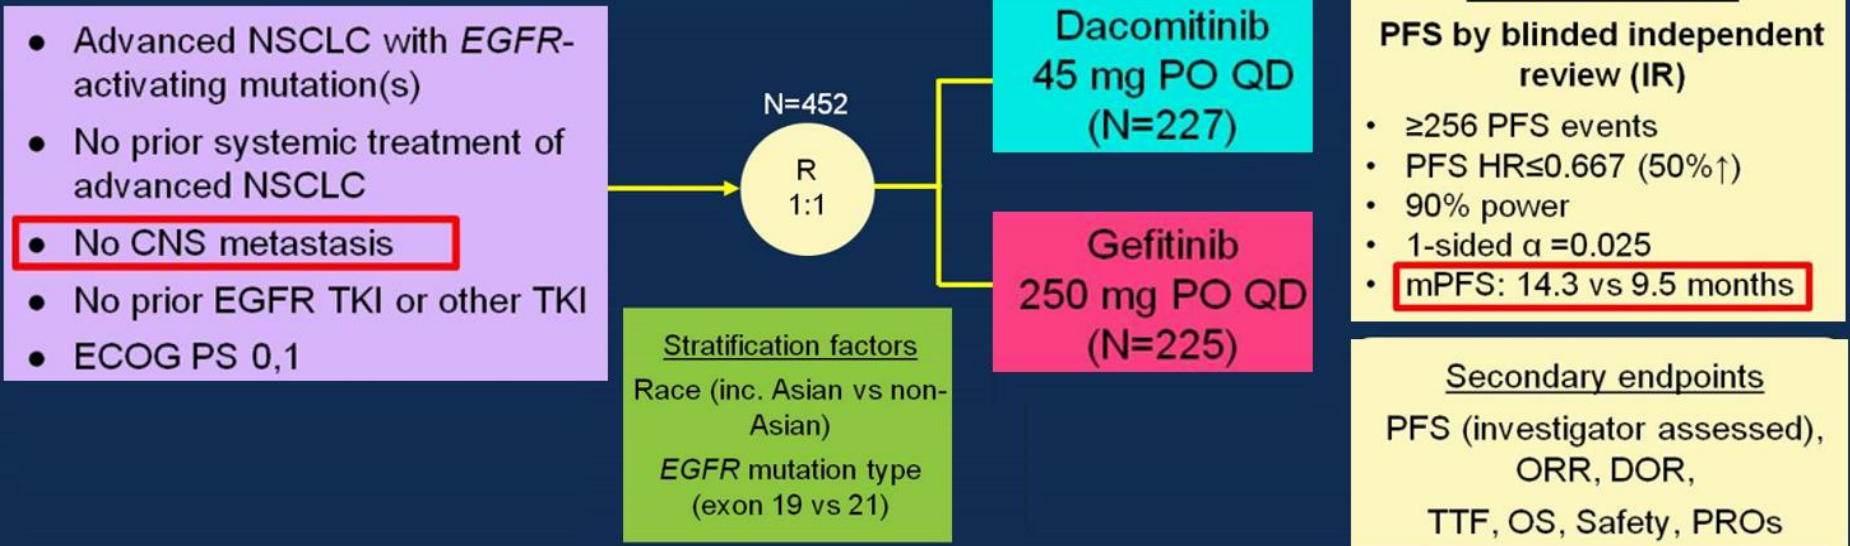 ● Advanced NSCLC with EGFR-
activating mutation(s)
● No prior systemic treatment of
advanced NSCLC
● No CNS metastasis
● No prior EGFR TKI or other TKI
● ECOG PS 0,1
N=452
R
1:1
Stratification factors
Race (inc. Asian vs non-
Asian)
EGFR mutation type
(exon 19 vs 21)
Dacomitinib
45 mg PO QD
(N=227)
Gefitinib
250 mg PO QD
(N=225)
PFS by blinded independent
review (IR)
• ≥256 PFS events
• PFS HR≤0.667 (50%↑)
• 90% power
• 1-sided α =0.025
• mPFS: 14.3 vs 9.5 months
Secondary endpoints
PFS (investigator assessed),
ORR, DOR,
TTF, OS, Safety, PROs